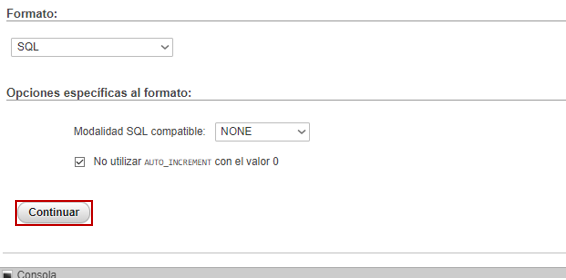 Formato:
SQL
Opciones específicas al formato:
Modalidad SQL compatible: NONE
No utilizar AUTO_INCREMENT con el valor 0
Continuar
Consola